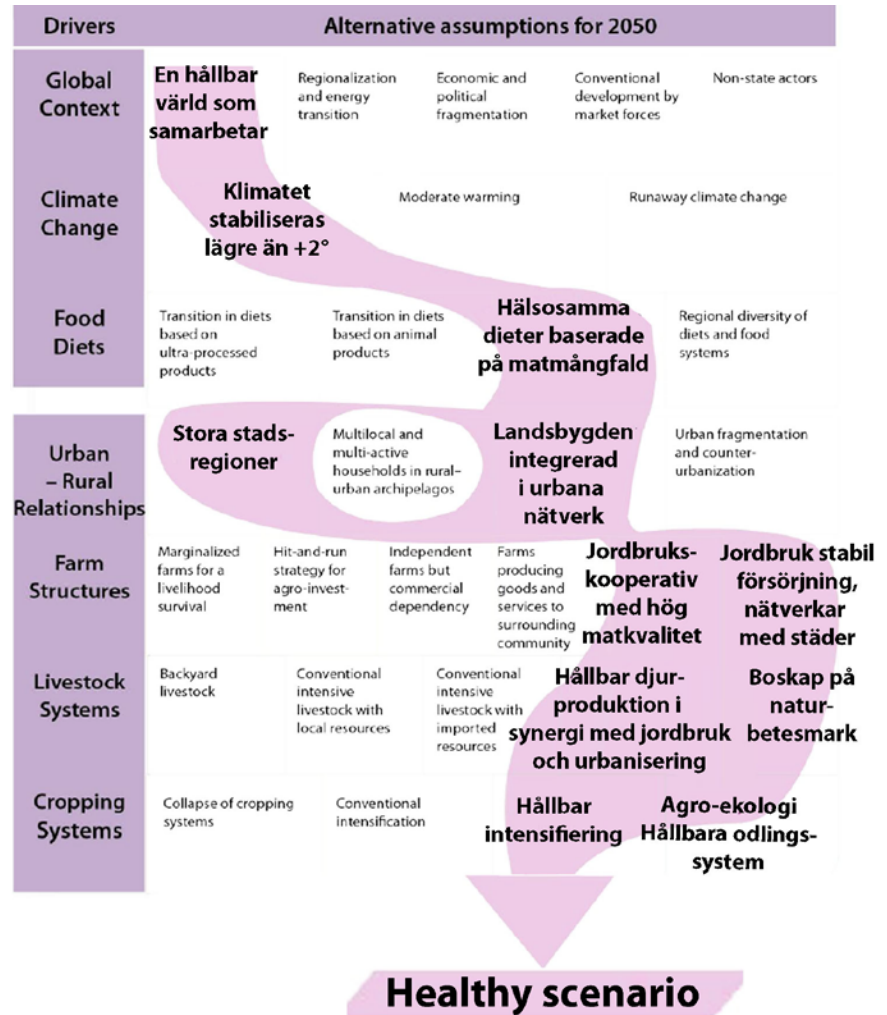 Drivers
Alternative assumptions for 2050
Global
Context
En hållbar
värld som
samarbetar
Regionalization
and energy
transition
Economic and
political
fragmentation
Conventional
development by
market forces
Non-state actors
Climate
Change
Klimatet
stabiliseras
lägre än +2°
Moderate warming
Runaway climate change
Food
Diets
Transition in diets
based on
ultra-processed
products
Transition in diets
based on animal
products
Hälsosamma
dieter baserade
på matmångfald
Regional diversity of
diets and food
systems
Urban
– Rural
Relationships
Stora stads-
regioner
Multilocal and
multi-active
households in rural–
urban archipelagos
Landsbygden
integrerad
i urbana
nätverk
Urban fragmentation
and counter-
urbanization
Farm
Structures
Marginalized
farms for a
livelihood
survival
Hit-and-run
strategy for
agro-invest-
ment
Independent
farms but
commercial
dependency
Farms
producing
goods and
services to
surrounding
community
Jordbruks-
kooperativ
med hög
matkvalitet
Jordbruk stabil
försörjning,
nätverkar
med städer
Livestock
Systems
Backyard
livestock
Conventional
intensive
livestock with
local resources
Conventional
intensive
livestock with
imported
resources
Hållbar djur-
produktion i
synergi med jordbruk
och urbanisering
Boskap på
natur-
betesmark
Cropping
Systems
Collapse of cropping
systems
Conventional
intensification
Hållbar
intensifiering
Agro-ekologi
Hållbara odlings-
system
Healthy scenario